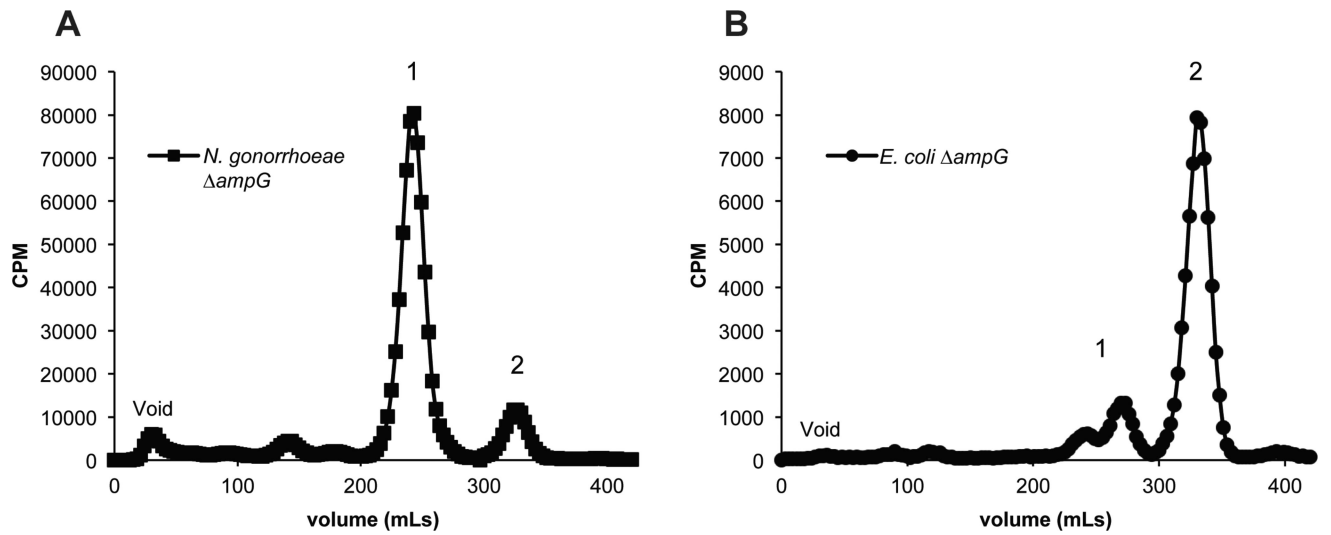 A
90000
80000
70000
60000
50000
40000
30000
20000
10000
0
CPM
1
N. gonorrhoeae
ΔampG
2
Void
0 100 200 300 400
volume (mLs)
B
9000
8000
7000
6000
5000
4000
3000
2000
1000
0
CPM
2
E. coli ΔampG
1
Void
0 100 200 300 400
volume (mLs)